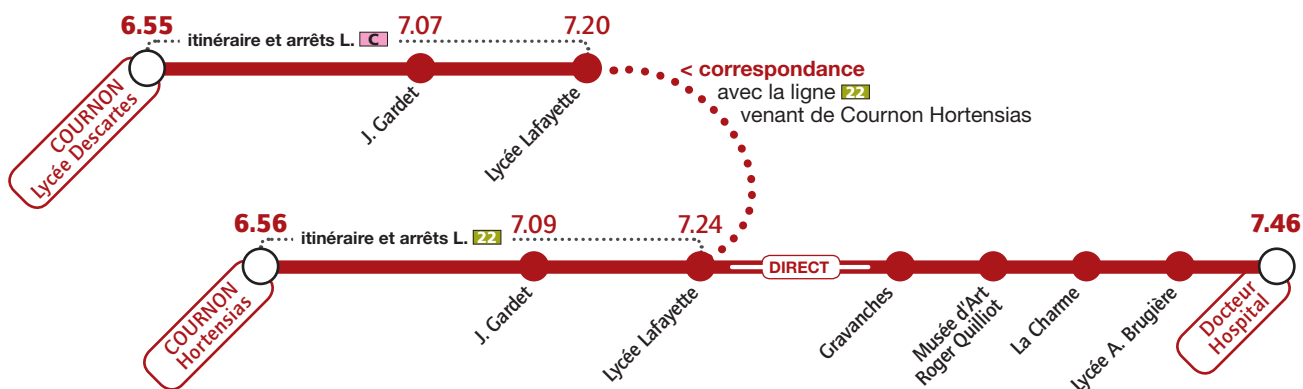 6.55
7.07
7.20
itinéraire et arrêts L. C
COURNON
Lycée Descartes
J. Gardet
Lycée Lafayette
< correspondance
avec la ligne 22
venant de Cournon Hortensias
6.56
7.09
7.24
7.46
itinéraire et arrêts L. 22
DIRECT
COURNON
Hortensias
J. Gardet
Lycée Lafayette
Gravanches
Musée d'Art
Roger Quilliot
La Charme
Lycée A. Brugière
Docteur
Hospital